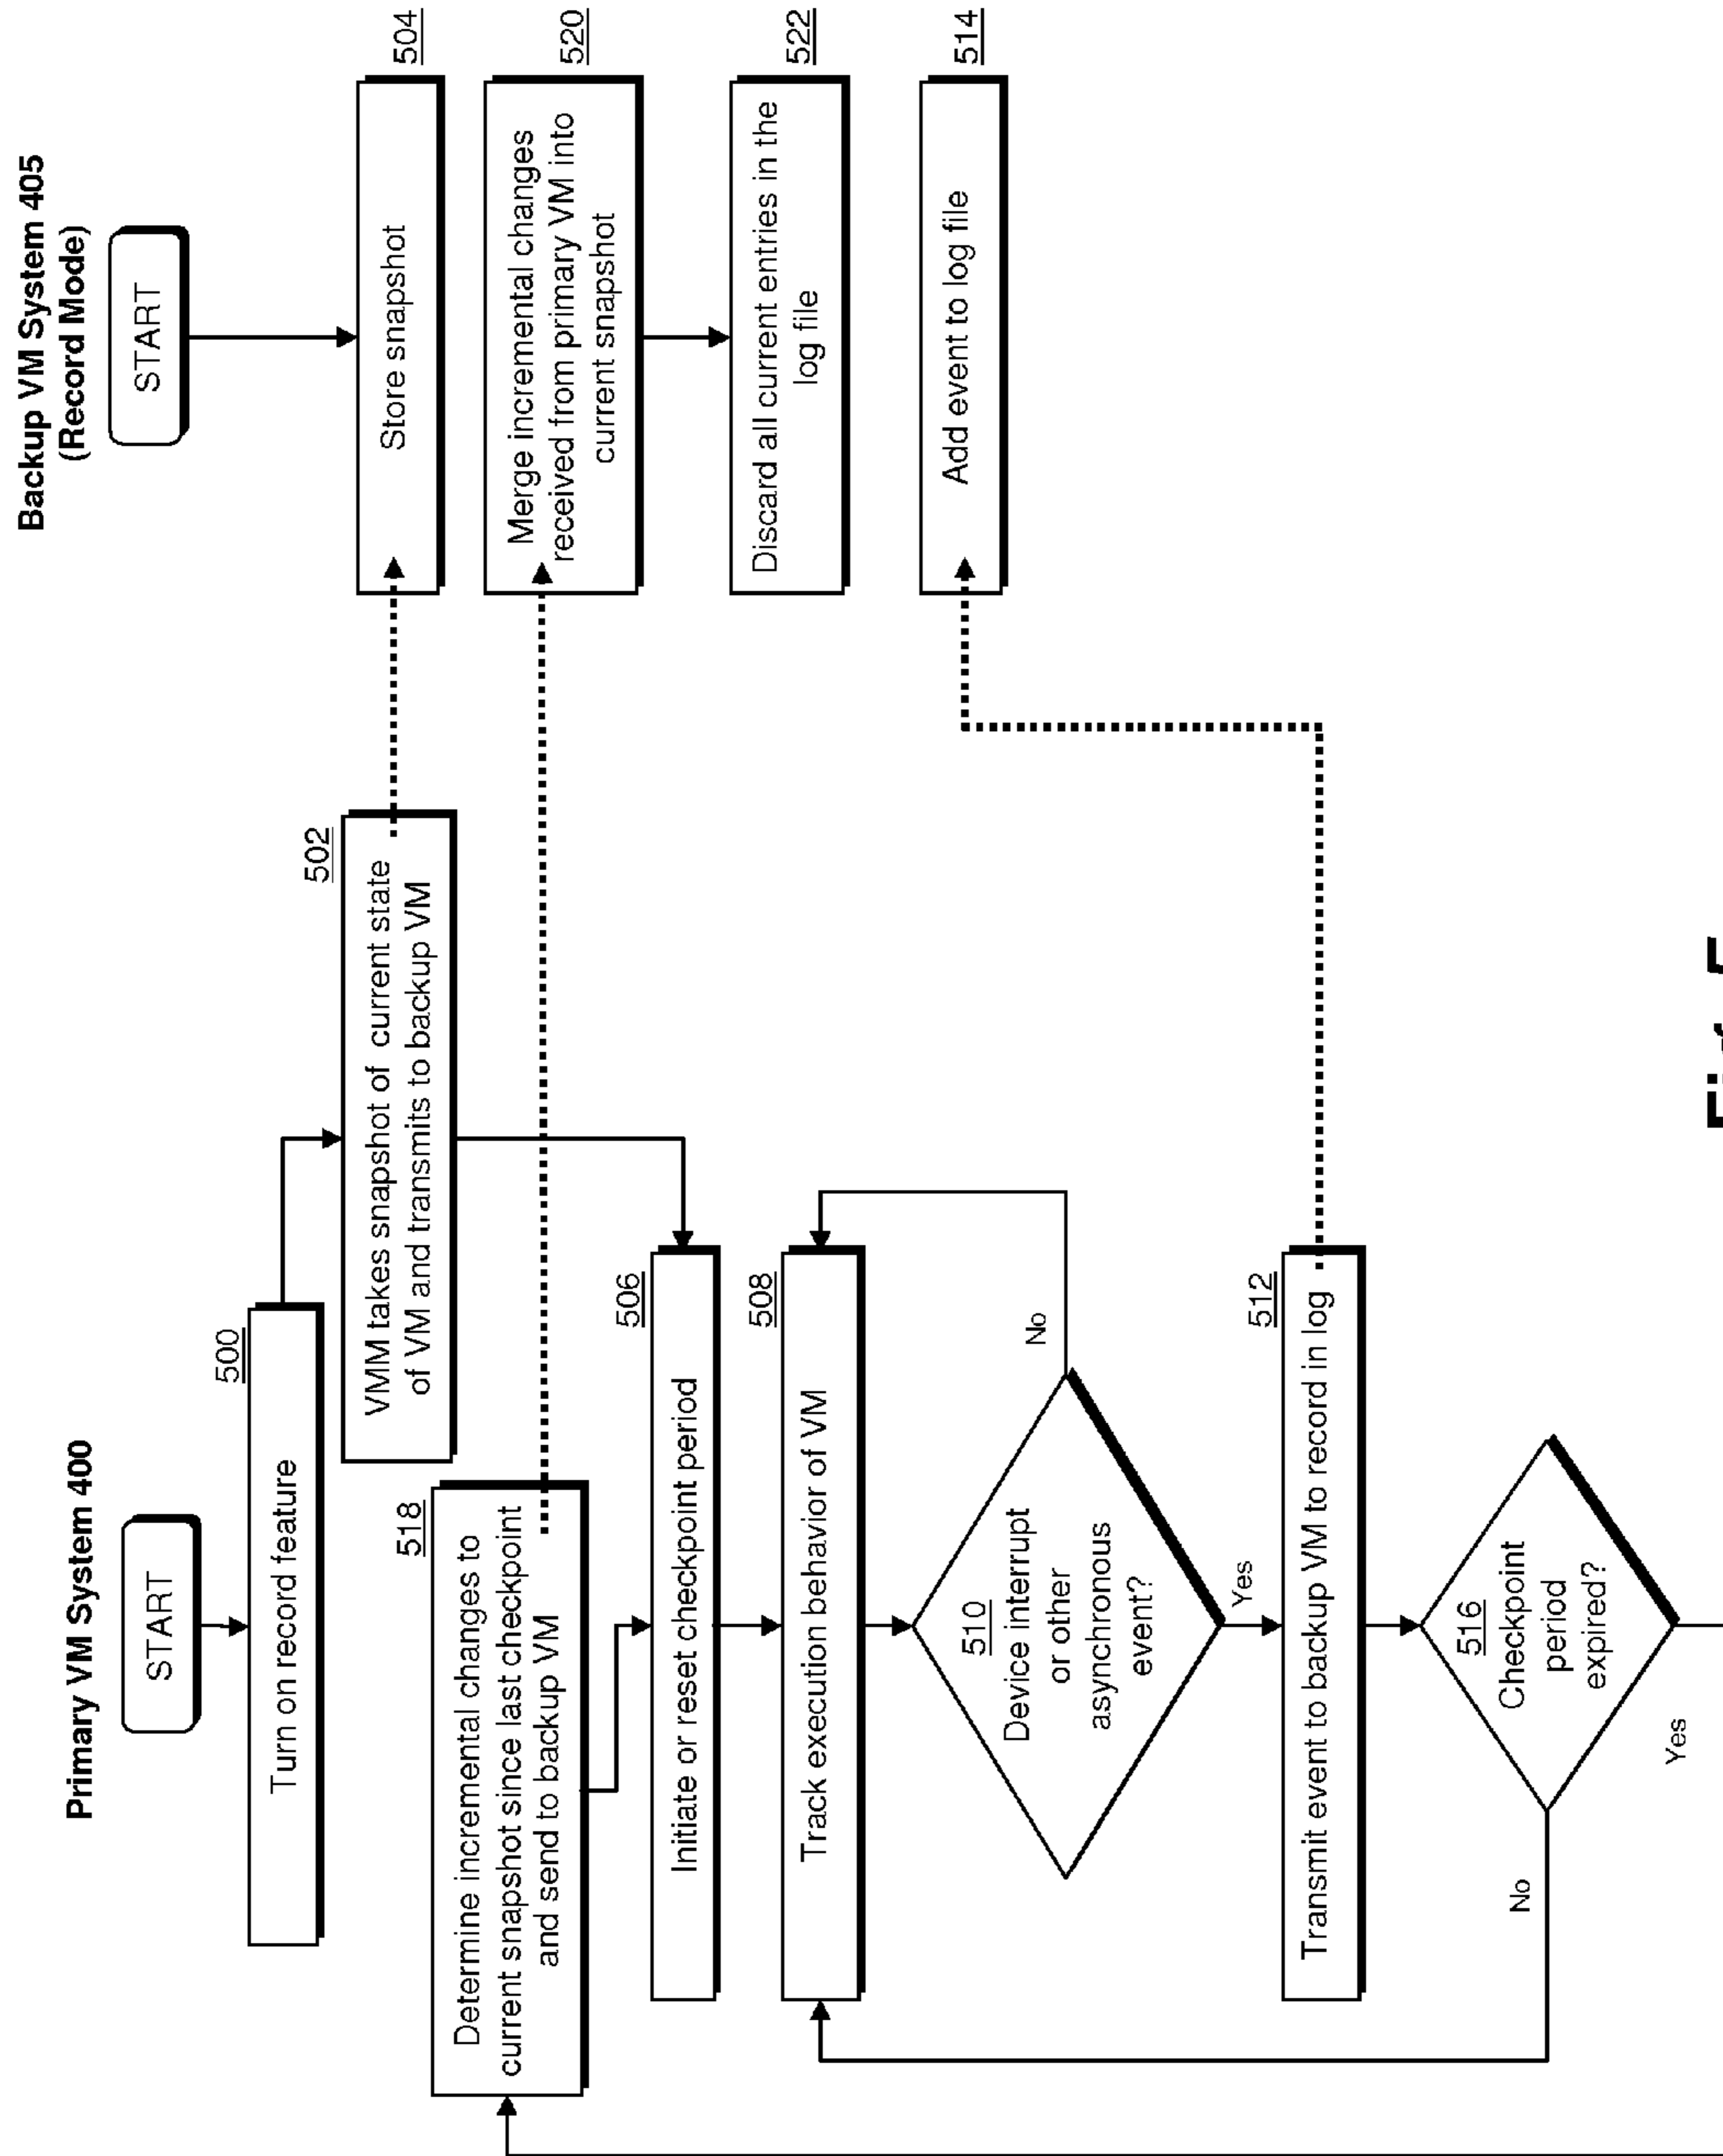 Primary VM System 400
START
500
Turn on record feature
502
VMM takes snapshot of current state
of VM and transmits to backup VM
518
Determine incremental changes to
current snapshot since last checkpoint
and send to backup VM
506
Initiate or reset checkpoint period
508
Track execution behavior of VM
510
Device interrupt
or other
asynchronous
event?
No
Yes
512
Transmit event to backup VM to record in log
516
Checkpoint
period
expired?
No
Yes
Backup VM System 405
(Record Mode)
START
504
Store snapshot
520
Merge incremental changes
received from primary VM into
current snapshot
522
Discard all current entries in the
log file
514
Add event to log file